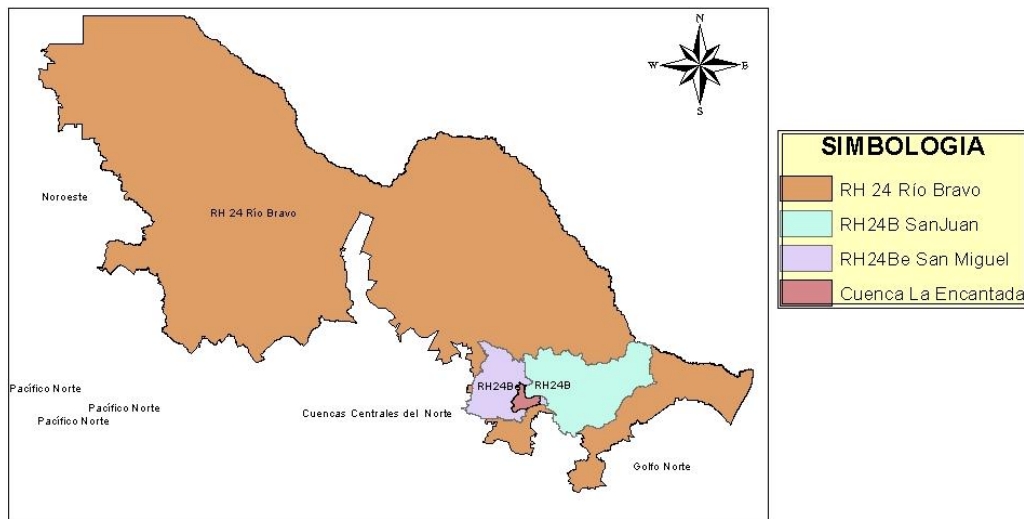 N
W
E
S
SIMBOLOGIA
RH 24 Río Bravo
RH24B SanJuan
RH24Be San Miguel
Cuenca La Encantada
Noroeste
RH 24 Río Bravo
RH24Be
RH24B
Pacífico Norte
Pacífico Norte
Pacífico Norte
Cuencas Centrales del Norte
Golfo Norte